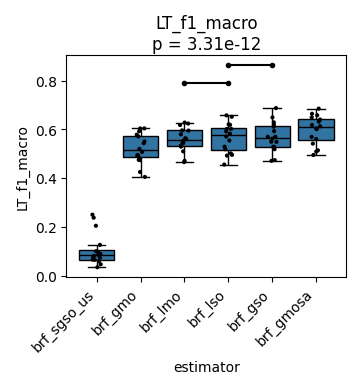 LT_f1_macro
p = 3.31e-12
LT_f1_macro
0.8
0.6
0.4
0.2
0.0
brf_sgso_us
brf_gmo
brf_lmo
brf_lso
brf_gso
brf_gmosa
estimator